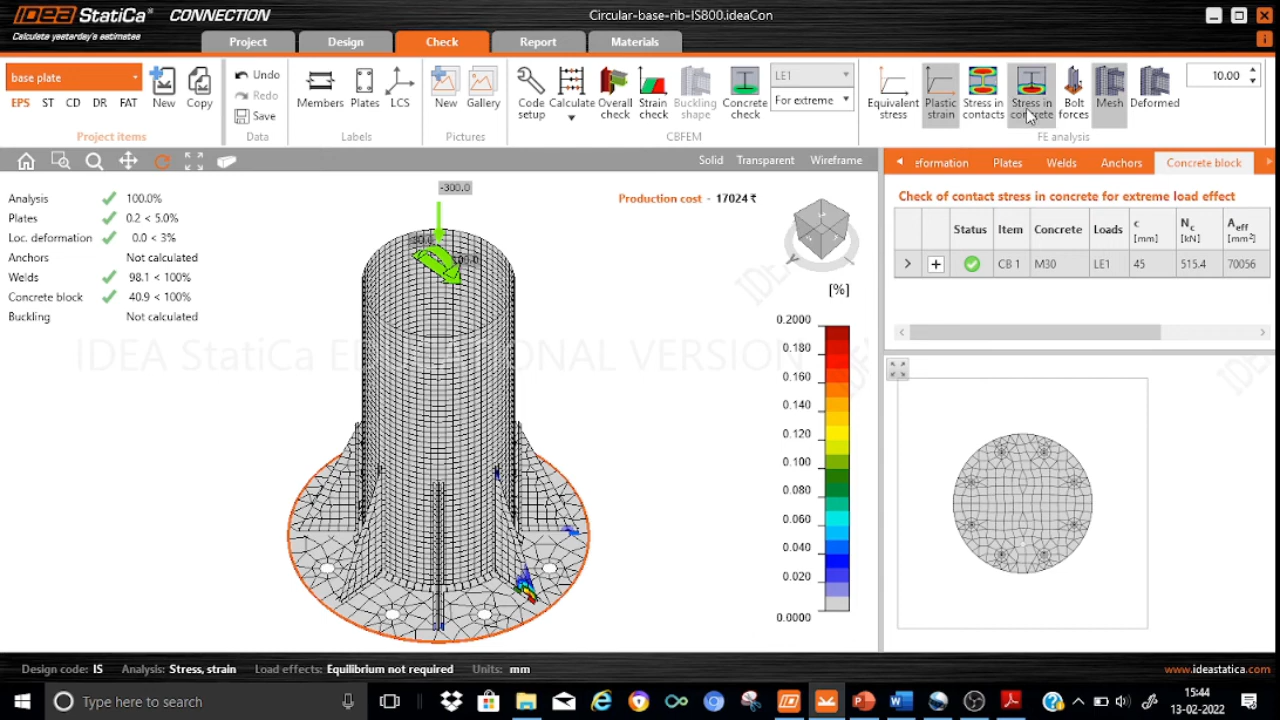 IDEA StatiCa® CONNECTION
Calculate yesterday's estimates
Circular-base-rib-IS800.ideaCon
Project Design Check Report Materials
base plate
EPS ST CD DR FAT
New
Copy
Project items
Undo
Redo
Save
Data
Members
Plates
LCS
Labels
New
Gallery
Pictures
Code setup
Calculate
Overall check
Strain check
Buckling shape
Concrete check
CBFEM
LE1
For extreme
Equivalent stress
Plastic strain
Stress in contacts
Stress in concrete
Bolt forces
Mesh
Deformed
10.00
FE analysis
Solid Transparent Wireframe
Analysis 100.0%
Plates 0.2 < 5.0%
Loc. deformation 0.0 < 3%
Anchors Not calculated
Welds 98.1 < 100%
Concrete block 40.9 < 100%
Buckling Not calculated
-300.0
Production cost - 17024 ₹
[%]
0.2000
0.180
0.160
0.140
0.120
0.100
0.080
0.060
0.040
0.020
0.0000
IDEA StatiCa EDUCATIONAL VERSION
eformation Plates Welds Anchors Concrete block
Check of contact stress in concrete for extreme load effect
Status Item Concrete Loads c [mm] Nc [kN] Aeff [mm²]
CB 1 M30 LE1 45 515.4 70056
Design code: IS Analysis: Stress, strain Load effects: Equilibrium not required Units: mm
www.ideastatica.com
Type here to search
15:44
13-02-2022